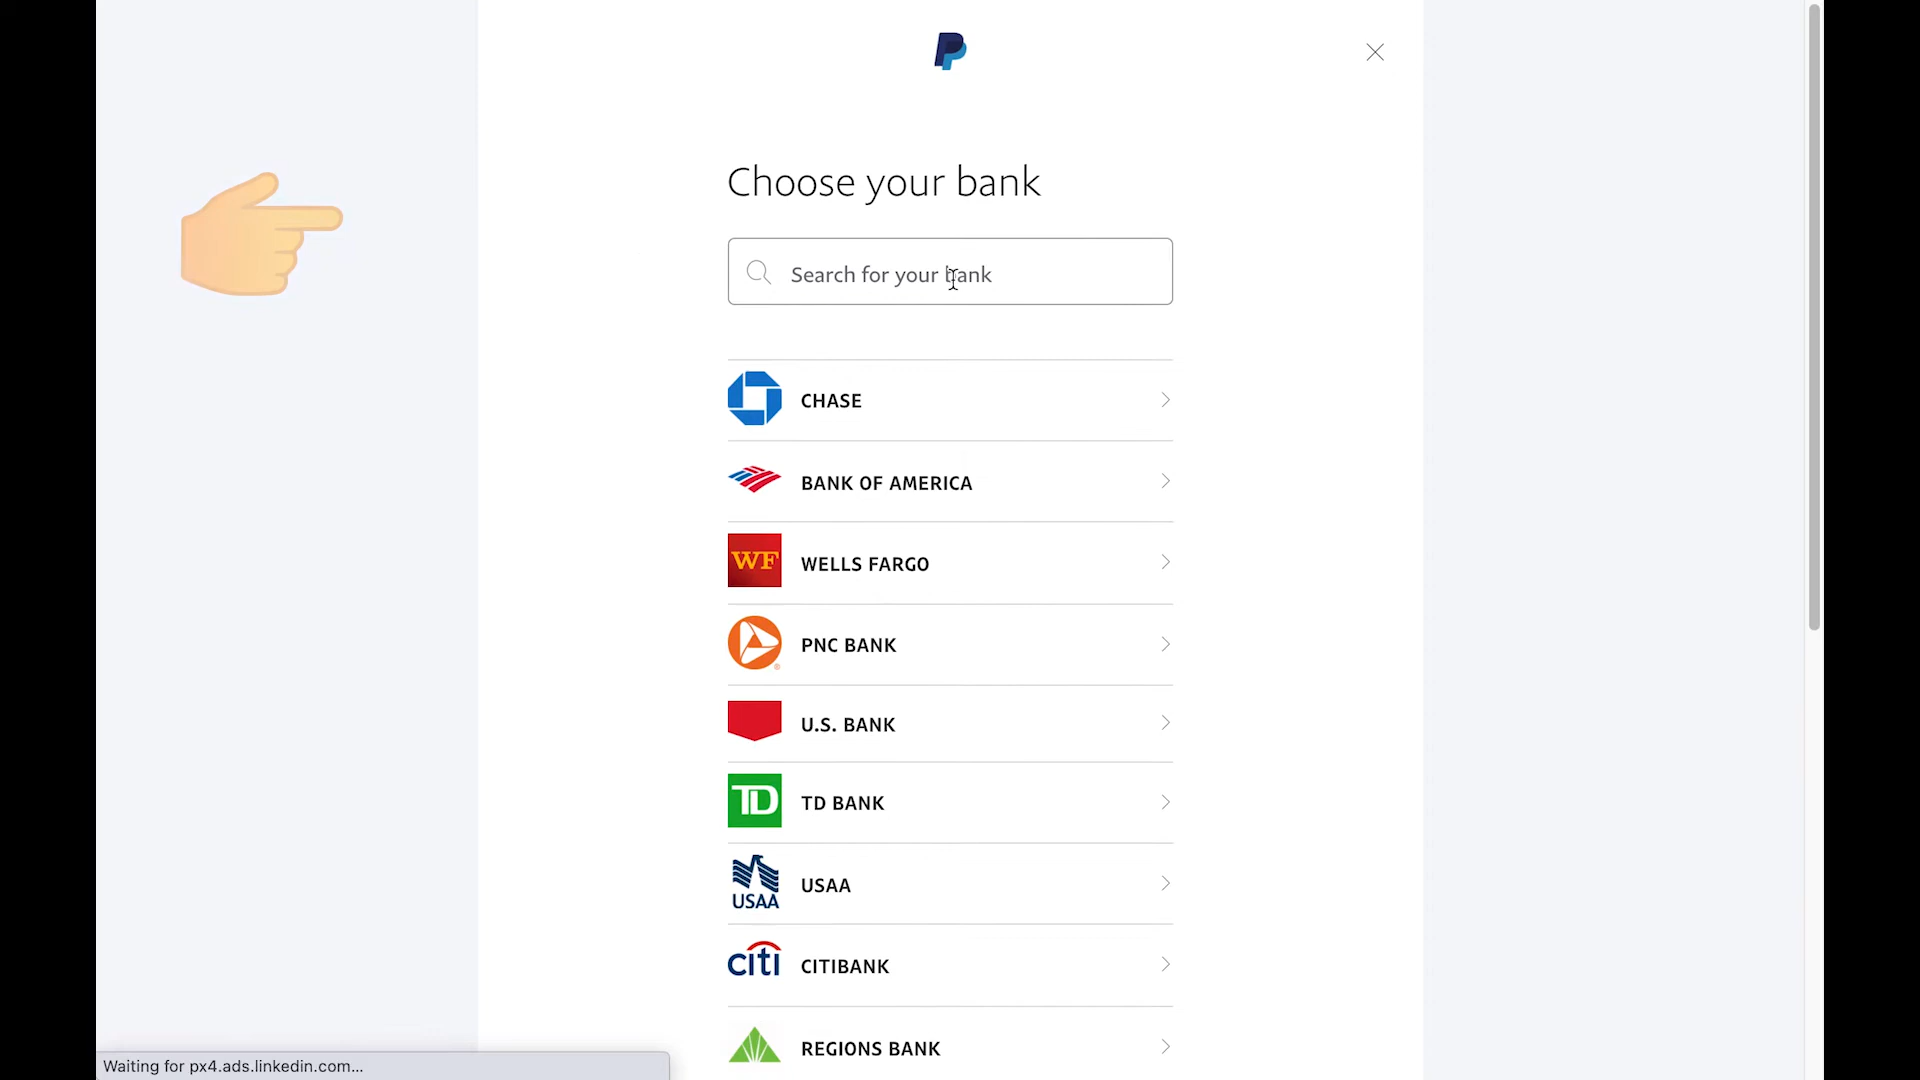 Choose your bank
Search for your bank
CHASE
BANK OF AMERICA
WF
WELLS FARGO
PNC BANK
U.S. BANK
TD
TD BANK
USAA
USAA
citi
CITIBANK
REGIONS BANK
Waiting for px4.ads.linkedin.com...